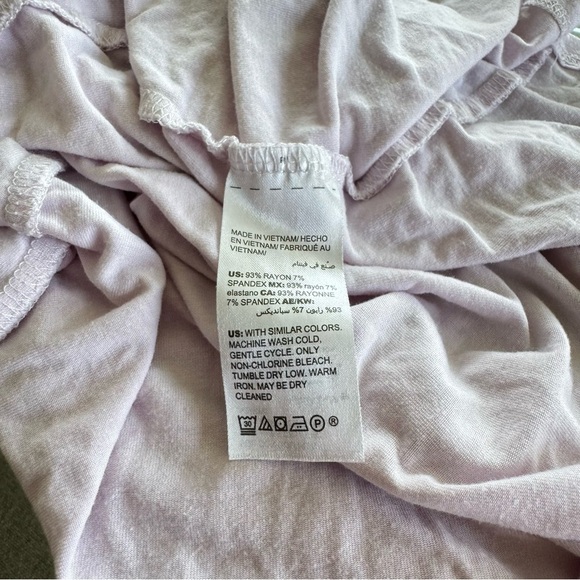 MADE IN VIETNAM/ HECHO
EN VIETNAM/ FABRIQUÉ AU
VIETNAM/
صنّع في فيتنام
US: 93% RAYON 7%
SPANDEX MX: 93% rayón 7%
elastano CA: 93% RAYONNE
7% SPANDEX AE/KW:
93% رايون 7% سبانديكس
US: WITH SIMILAR COLORS.
MACHINE WASH COLD,
GENTLE CYCLE. ONLY
NON-CHLORINE BLEACH.
TUMBLE DRY LOW. WARM
IRON. MAY BE DRY
CLEANED
30 P ®